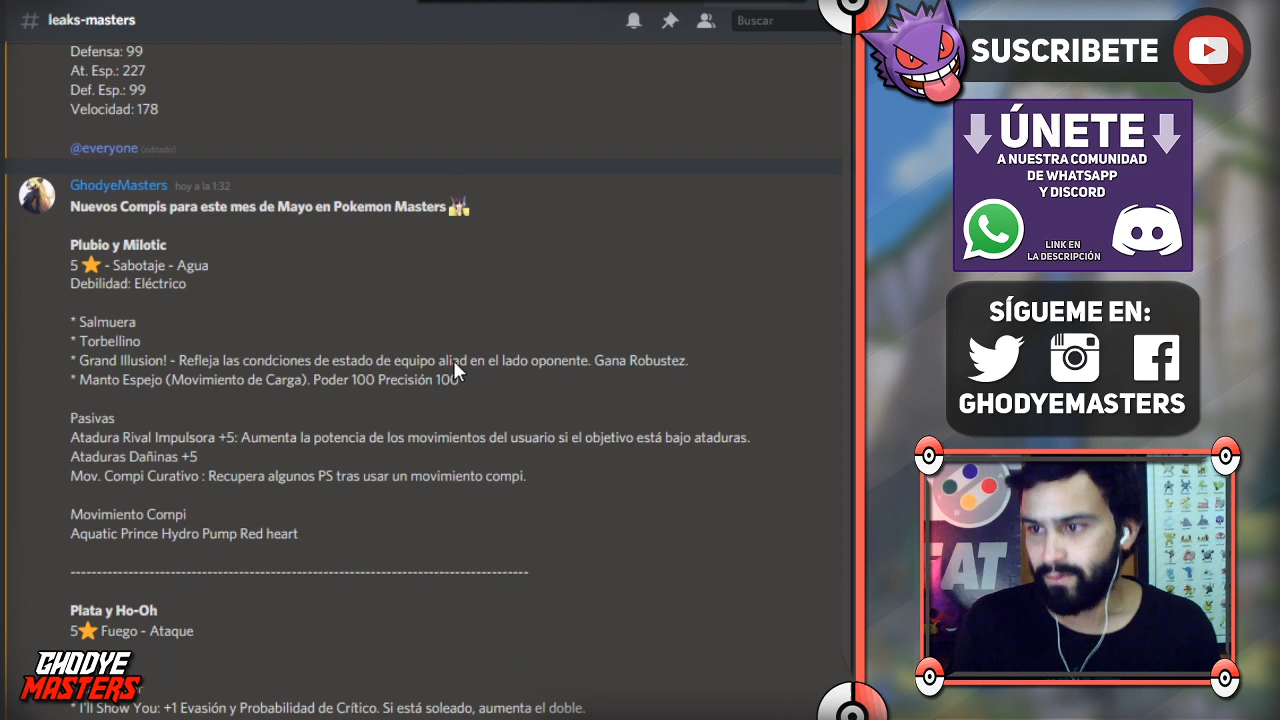 # leaks-masters
Buscar
Defensa: 99
At. Esp.: 227
Def. Esp.: 99
Velocidad: 178
@everyone (editado)
GhodyeMasters hoy a la 1:32
Nuevos Compis para este mes de Mayo en Pokemon Masters
Plubio y Milotic
5 - Sabotaje - Agua
Debilidad: Eléctrico
* Salmuera
* Torbellino
* Grand Illusion! - Refleja las condciones de estado de equipo aliad en el lado oponente. Gana Robustez.
* Manto Espejo (Movimiento de Carga). Poder 100 Precisión 100
Pasivas
Atadura Rival Impulsora +5: Aumenta la potencia de los movimientos del usuario si el objetivo está bajo ataduras.
Ataduras Dañinas +5
Mov. Compi Curativo : Recupera algunos PS tras usar un movimiento compi.
Movimiento Compi
Aquatic Prince Hydro Pump Red heart
--------------------------------------------------------------------------------------
Plata y Ho-Oh
5 Fuego - Ataque
* I'll Show You: +1 Evasión y Probabilidad de Crítico. Si está soleado, aumenta el doble.
GHODYE
MASTERS
SUSCRIBETE
ÚNETE
A NUESTRA COMUNIDAD
DE WHATSAPP
Y DISCORD
LINK EN
LA DESCRIPCIÓN
SÍGUEME EN:
GHODYEMASTERS